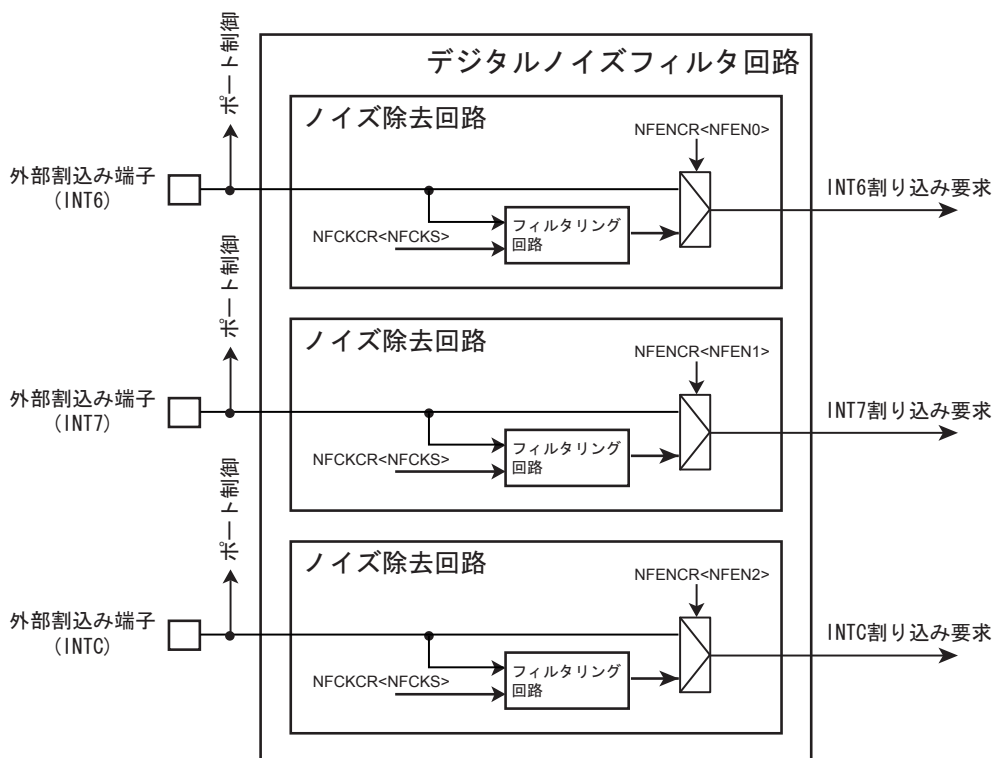 デジタルノイズフィルタ回路
ポート制御
ノイズ除去回路
NFENCR<NFEN0>
外部割込み端子
(INT6)
INT6割り込み要求
NFCKCR<NFCKS>
フィルタリング
回路
ポート制御
ノイズ除去回路
NFENCR<NFEN1>
外部割込み端子
(INT7)
INT7割り込み要求
NFCKCR<NFCKS>
フィルタリング
回路
ポート制御
ノイズ除去回路
NFENCR<NFEN2>
外部割込み端子
(INTC)
INTC割り込み要求
NFCKCR<NFCKS>
フィルタリング
回路